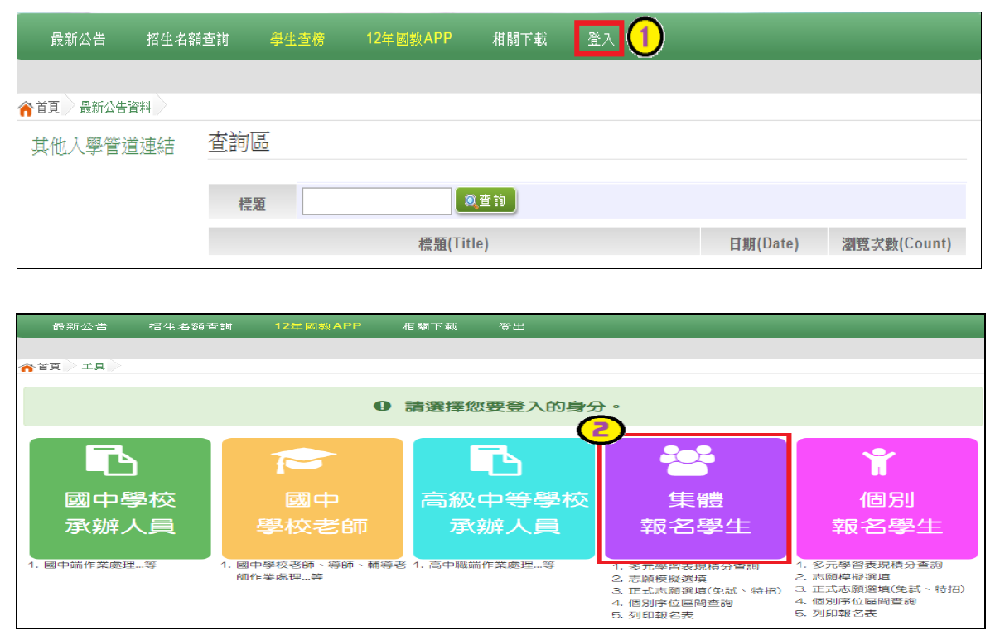 最新公告 招生名額查詢 學生查榜 12年國教APP 相關下載 登入 1
首頁 最新公告資料
其他入學管道連結 查詢區
標題 查詢
標題(Title) 日期(Date) 瀏覽次數(Count)
最新公告 招生名額查詢 12年國教APP 相關下載 登出
首頁 工具
請選擇您要登入的身分。
2
國中學校
承辦人員
1. 國中端作業處理...等
國中
學校老師
1. 國中學校老師、導師、輔導老
師作業處理...等
高級中等學校
承辦人員
1. 高中職端作業處理...等
集體
報名學生
1. 多元學習表現積分查詢
2. 志願模擬選填
3. 正式志願選填(免試、特招)
4. 個別序位區間查詢
5. 列印報名表
個別
報名學生
1. 多元學習表現積分查詢
2. 志願模擬選填
3. 正式志願選填(免試、特招)
4. 個別序位區間查詢
5. 列印報名表